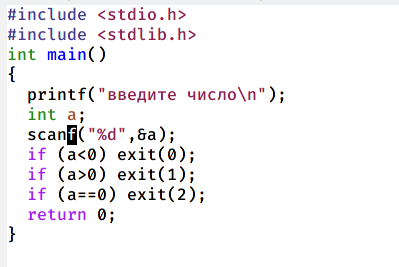 #include <stdio.h>
#include <stdlib.h>
int main()
{
  printf("введите число\n");
  int a;
  scanf("%d",&a);
  if (a<0) exit(0);
  if (a>0) exit(1);
  if (a==0) exit(2);
  return 0;
}